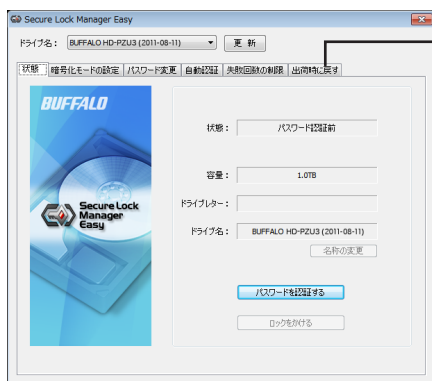 Secure Lock Manager Easy
ドライブ名： BUFFALO HD-PZU3 (2011-08-11) 更 新
状態 暗号化モードの設定 パスワード変更 自動認証 失敗回数の制限 出荷時に戻す
BUFFALO
状態： パスワード認証前
容量： 1.0TB
Secure Lock
Manager
Easy
ドライブレター：
ドライブ名： BUFFALO HD-PZU3 (2011-08-11)
名称の変更
パスワードを認証する
ロックをかける